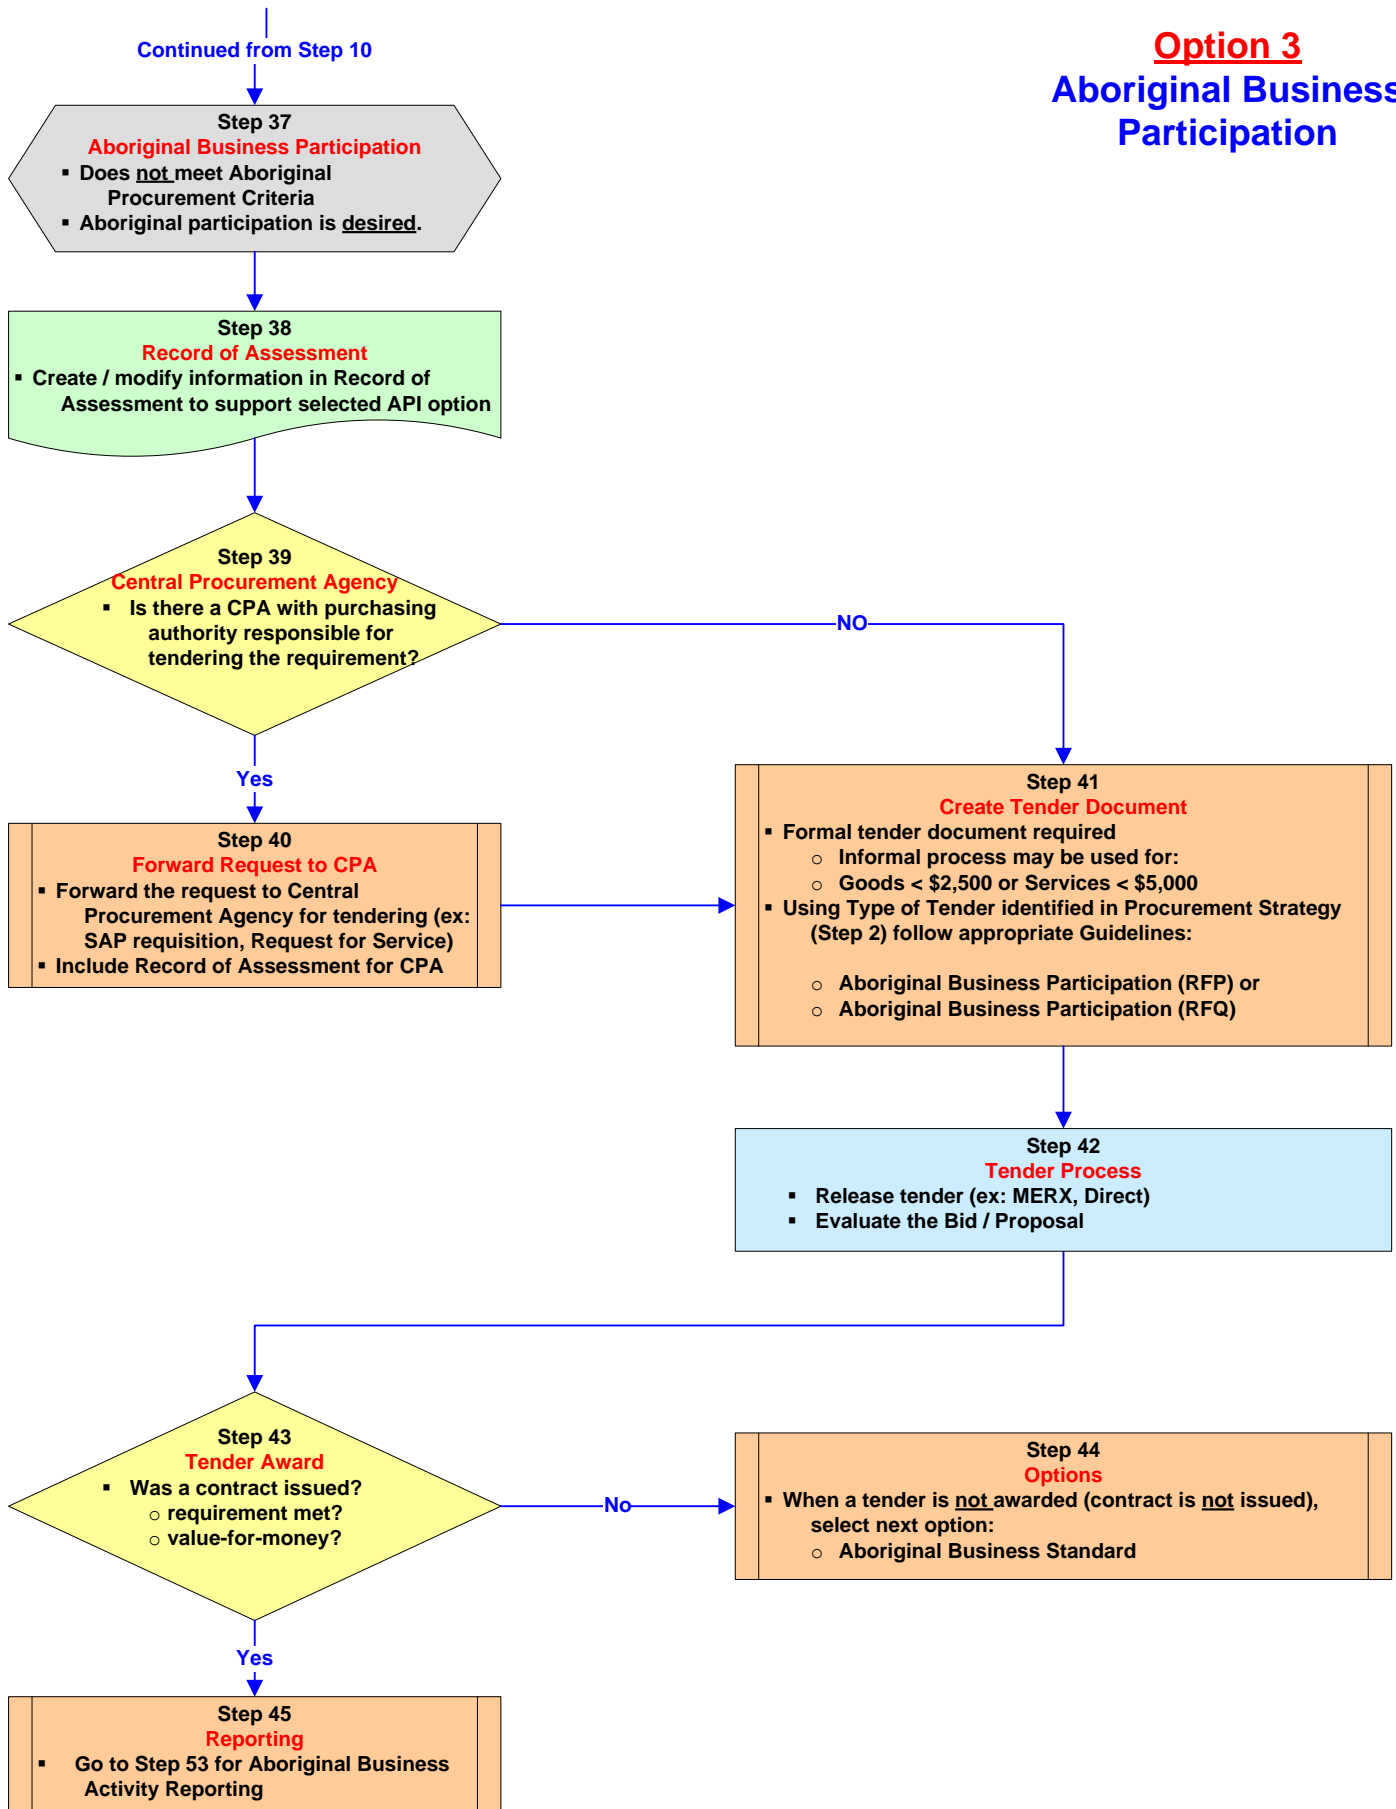 Option 3
Aboriginal Business
Participation
Continued from Step 10
Step 37
Aboriginal Business Participation
▪ Does not meet Aboriginal
Procurement Criteria
▪ Aboriginal participation is desired.
Step 38
Record of Assessment
▪ Create / modify information in Record of
Assessment to support selected API option
Step 39
Central Procurement Agency
▪ Is there a CPA with purchasing
authority responsible for
tendering the requirement?
NO
Yes
Step 40
Forward Request to CPA
▪ Forward the request to Central
Procurement Agency for tendering (ex:
SAP requisition, Request for Service)
▪ Include Record of Assessment for CPA
Step 41
Create Tender Document
▪ Formal tender document required
o Informal process may be used for:
o Goods < $2,500 or Services < $5,000
▪ Using Type of Tender identified in Procurement Strategy
(Step 2) follow appropriate Guidelines:
o Aboriginal Business Participation (RFP) or
o Aboriginal Business Participation (RFQ)
Step 42
Tender Process
▪ Release tender (ex: MERX, Direct)
▪ Evaluate the Bid / Proposal
Step 43
Tender Award
▪ Was a contract issued?
o requirement met?
o value-for-money?
No
Step 44
Options
▪ When a tender is not awarded (contract is not issued),
select next option:
o Aboriginal Business Standard
Yes
Step 45
Reporting
▪ Go to Step 53 for Aboriginal Business
Activity Reporting